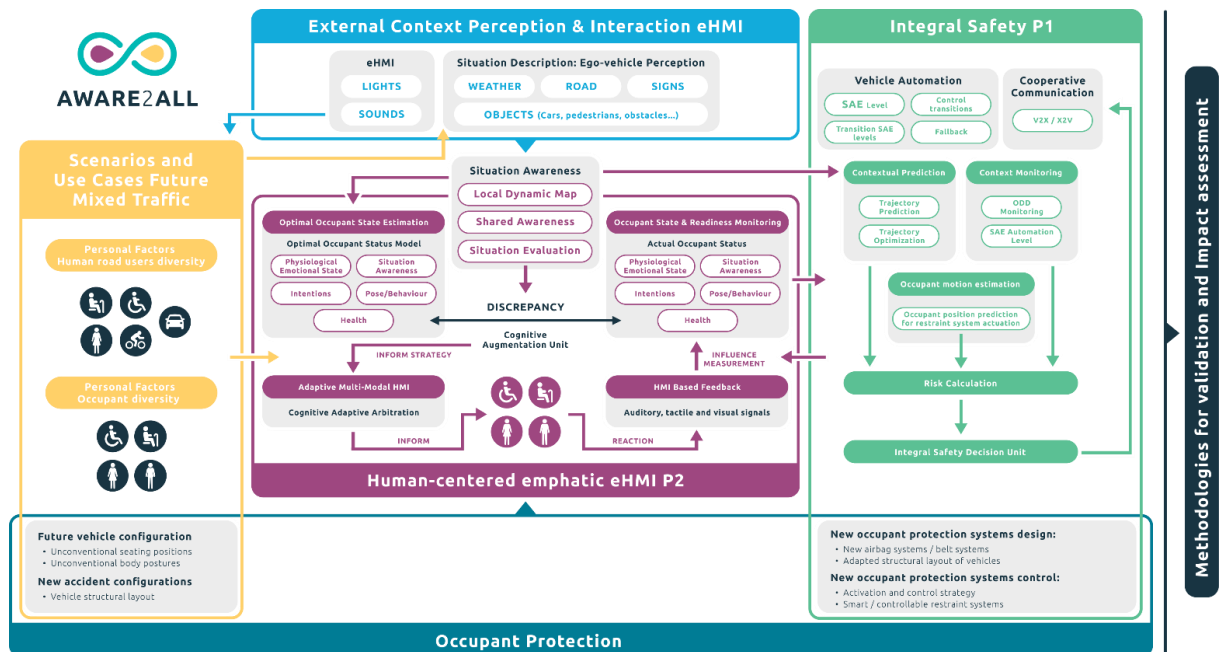 AWARE2ALL
External Context Perception & Interaction eHMI
eHMI
LIGHTS
SOUNDS
Situation Description: Ego-vehicle Perception
WEATHER
ROAD
SIGNS
OBJECTS (Cars, pedestrians, obstacles...)
Integral Safety P1
Vehicle Automation
SAE Level
Control
transitions
Transition SAE
levels
Fallback
Cooperative
Communication
V2X / X2V
Scenarios and
Use Cases Future
Mixed Traffic
Personal Factors
Human road users diversity
Personal Factors
Occupant diversity
Situation Awareness
Local Dynamic Map
Shared Awareness
Situation Evaluation
Optimal Occupant State Estimation
Optimal Occupant Status Model
Physiological
Emotional State
Situation
Awareness
Intentions
Pose/Behaviour
Health
Occupant State & Readiness Monitoring
Actual Occupant Status
Physiological
Emotional State
Situation
Awareness
Intentions
Pose/Behaviour
Health
DISCREPANCY
Cognitive
Augmentation Unit
INFORM STRATEGY
INFLUENCE
MEASUREMENT
Adaptive Multi-Modal HMI
Cognitive Adaptive Arbitration
HMI Based Feedback
Auditory, tactile and visual signals
INFORM
REACTION
Human-centered emphatic eHMI P2
Contextual Prediction
Trajectory
Prediction
Trajectory
Optimization
Context Monitoring
ODD
Monitoring
SAE Automation
Level
Occupant motion estimation
Occupant position prediction
for restraint system actuation
Risk Calculation
Integral Safety Decision Unit
Future vehicle configuration
• Unconventional seating positions
• Unconventional body postures
New accident configurations
• Vehicle structural layout
New occupant protection systems design:
• New airbag systems / belt systems
• Adapted structural layout of vehicles
New occupant protection systems control:
• Activation and control strategy
• Smart / controllable restraint systems
Occupant Protection
Methodologies for validation and Impact assessment